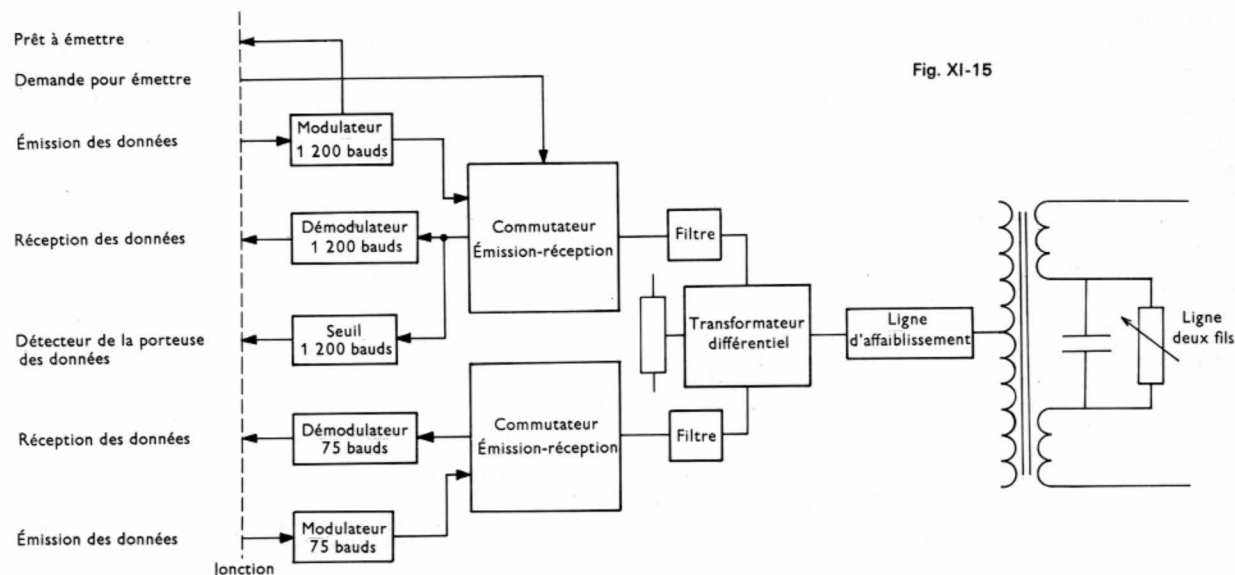 Prêt à émettre
Demande pour émettre
Fig. XI-15
Émission des données
Modulateur
1 200 bauds
Réception des données
Démodulateur
1 200 bauds
Commutateur
Émission-réception
Filtre
Détecteur de la porteuse
des données
Seuil
1 200 bauds
Transformateur
différentiel
Ligne
d'affaiblissement
Ligne
deux fils
Réception des données
Démodulateur
75 bauds
Commutateur
Émission-réception
Filtre
Émission des données
Modulateur
75 bauds
Jonction